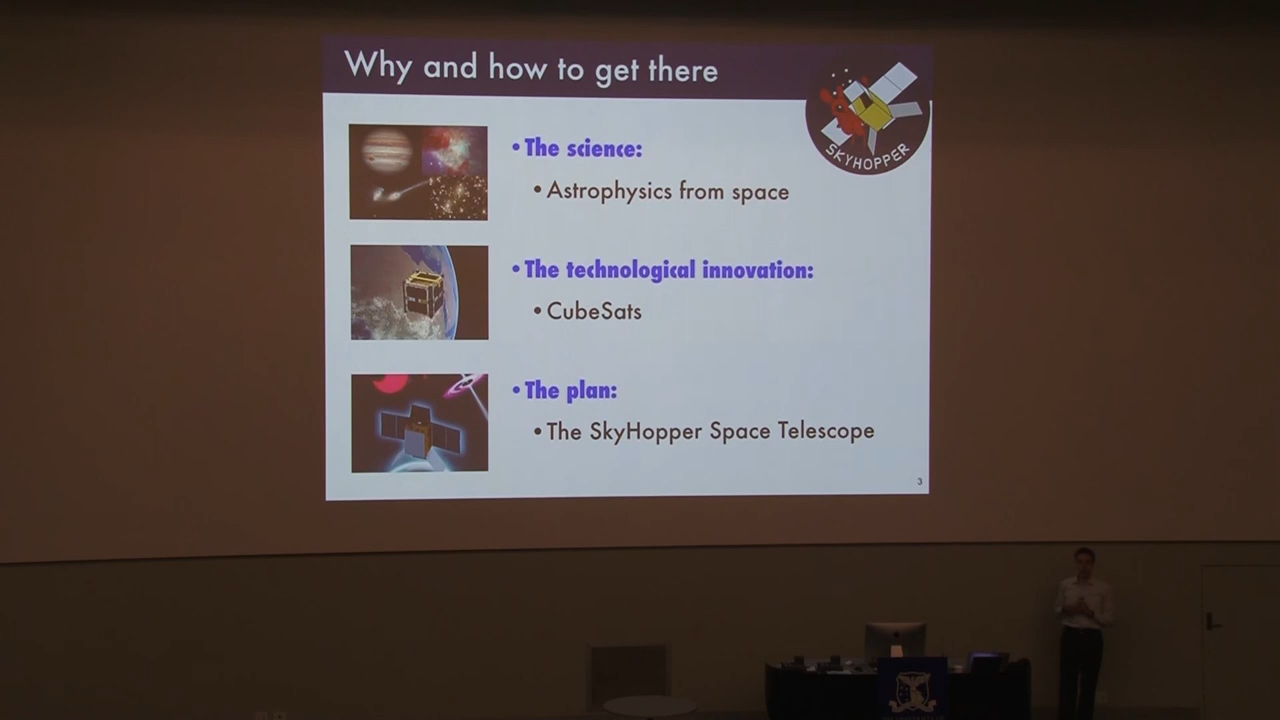 Why and how to get there
SKYHOPPER
•The science:
•Astrophysics from space
•The technological innovation:
•CubeSats
•The plan:
•The SkyHopper Space Telescope
3